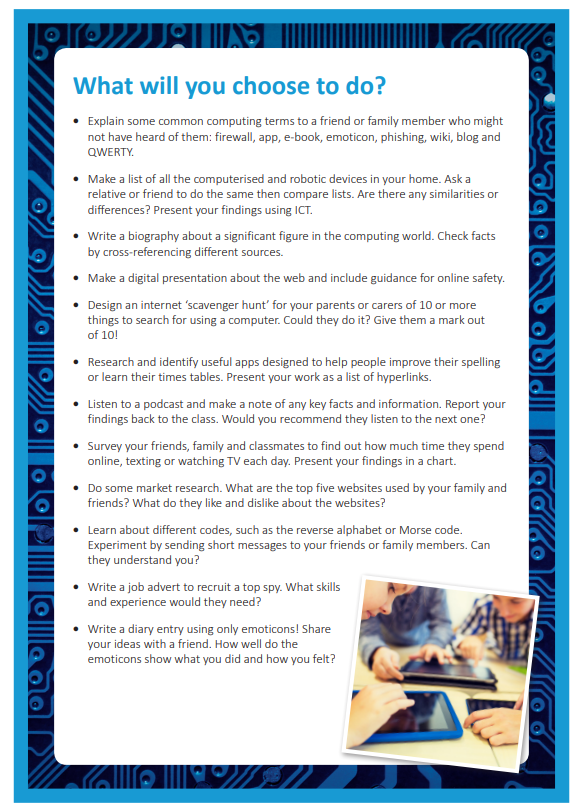 What will you choose to do?
• Explain some common computing terms to a friend or family member who might
not have heard of them: firewall, app, e-book, emoticon, phishing, wiki, blog and
QWERTY.
• Make a list of all the computerised and robotic devices in your home. Ask a
relative or friend to do the same then compare lists. Are there any similarities or
differences? Present your findings using ICT.
• Write a biography about a significant figure in the computing world. Check facts
by cross-referencing different sources.
• Make a digital presentation about the web and include guidance for online safety.
• Design an internet ‘scavenger hunt’ for your parents or carers of 10 or more
things to search for using a computer. Could they do it? Give them a mark out
of 10!
• Research and identify useful apps designed to help people improve their spelling
or learn their times tables. Present your work as a list of hyperlinks.
• Listen to a podcast and make a note of any key facts and information. Report your
findings back to the class. Would you recommend they listen to the next one?
• Survey your friends, family and classmates to find out how much time they spend
online, texting or watching TV each day. Present your findings in a chart.
• Do some market research. What are the top five websites used by your family and
friends? What do they like and dislike about the websites?
• Learn about different codes, such as the reverse alphabet or Morse code.
Experiment by sending short messages to your friends or family members. Can
they understand you?
• Write a job advert to recruit a top spy. What skills
and experience would they need?
• Write a diary entry using only emoticons! Share
your ideas with a friend. How well do the
emoticons show what you did and how you felt?